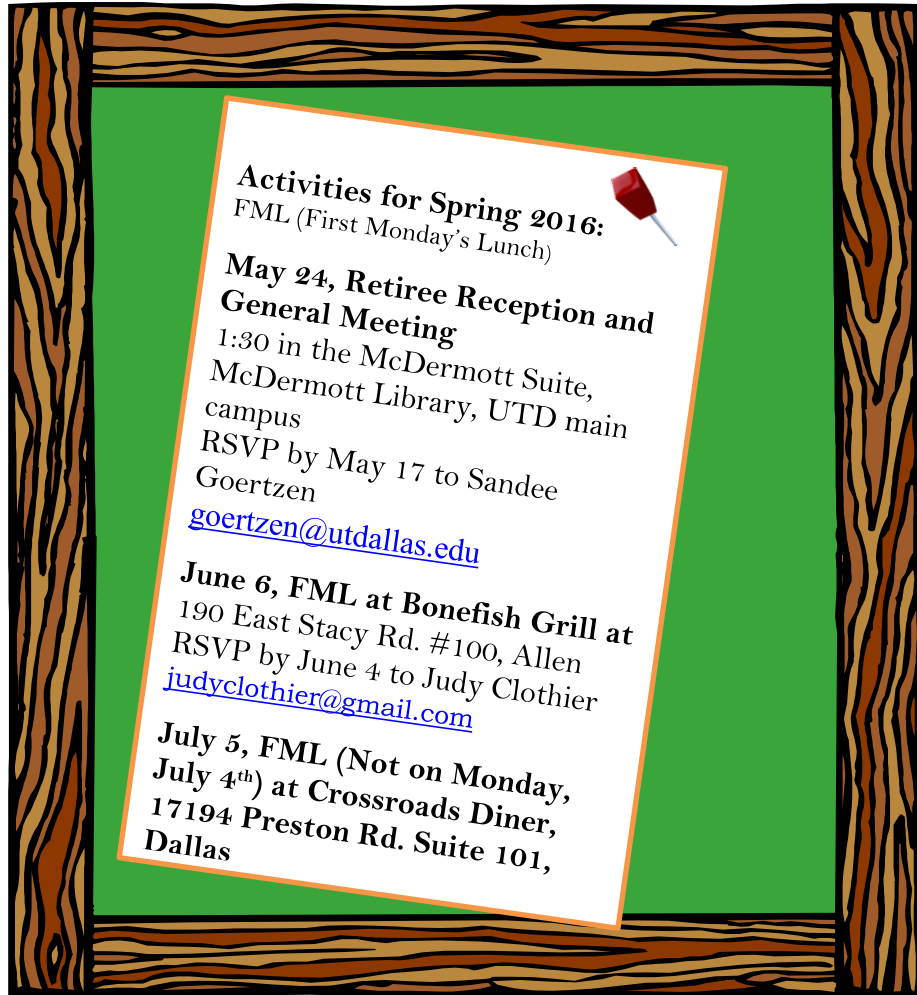 Activities for Spring 2016:
FML (First Monday’s Lunch)
May 24, Retiree Reception and
General Meeting
1:30 in the McDermott Suite,
McDermott Library, UTD main
campus
RSVP by May 17 to Sandee
Goertzen
goertzen@utdallas.edu
June 6, FML at Bonefish Grill at
190 East Stacy Rd. #100, Allen
RSVP by June 4 to Judy Clothier
judyclothier@gmail.com
July 5, FML (Not on Monday,
July 4th) at Crossroads Diner,
17194 Preston Rd. Suite 101,
Dallas